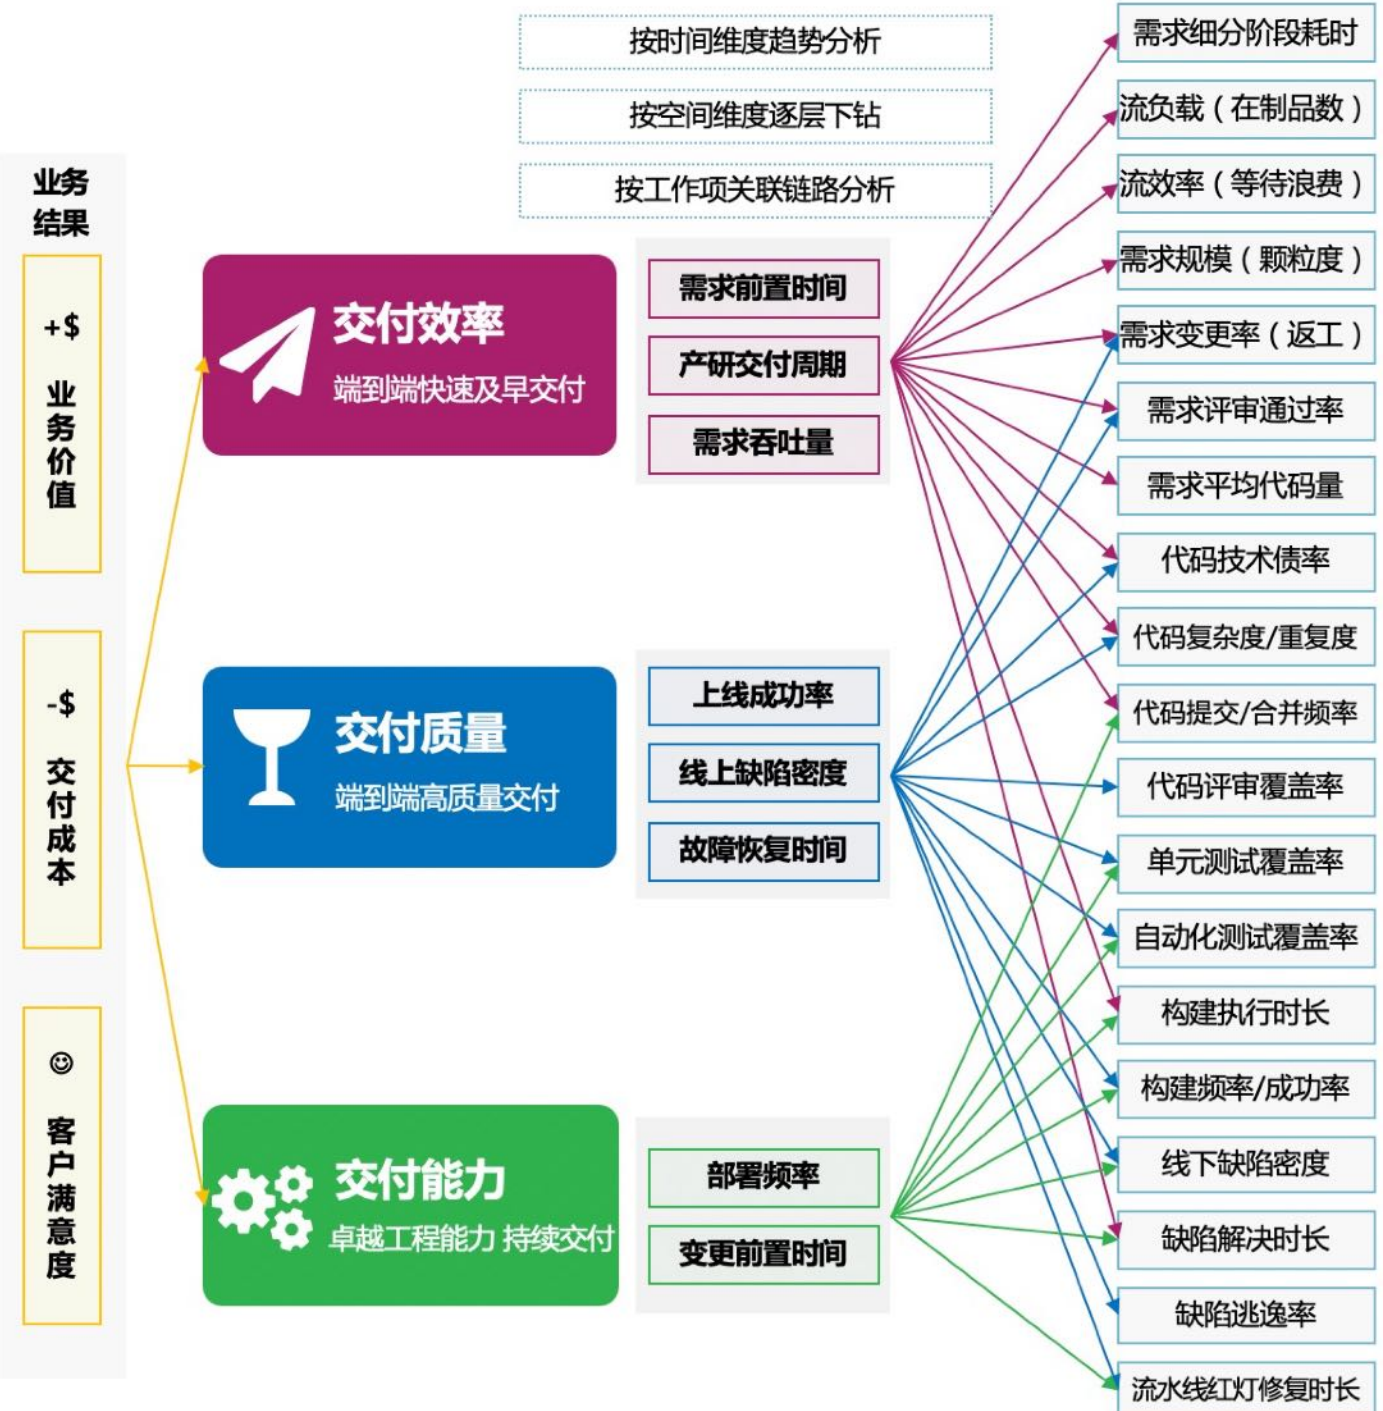 按时间维度趋势分析
按空间维度逐层下钻
按工作项关联链路分析
业务
结果
+$
业务价值
-$
交付成本
☺
客户满意度
交付效率
端到端快速及早交付
需求前置时间
产研交付周期
需求吞吐量
交付质量
端到端高质量交付
上线成功率
线上缺陷密度
故障恢复时间
交付能力
卓越工程能力 持续交付
部署频率
变更前置时间
需求细分阶段耗时
流负载（在制品数）
流效率（等待浪费）
需求规模（颗粒度）
需求变更率（返工）
需求评审通过率
需求平均代码量
代码技术债率
代码复杂度/重复度
代码提交/合并频率
代码评审覆盖率
单元测试覆盖率
自动化测试覆盖率
构建执行时长
构建频率/成功率
线下缺陷密度
缺陷解决时长
缺陷逃逸率
流水线红灯修复时长